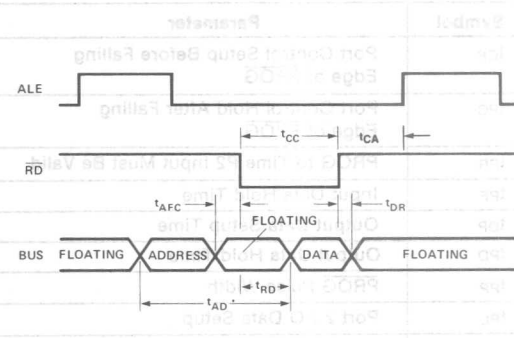 ALE
t_CC
t_CA
RD
t_AFC
t_DR
FLOATING
BUS FLOATING ADDRESS DATA FLOATING
t_RD
t_AD